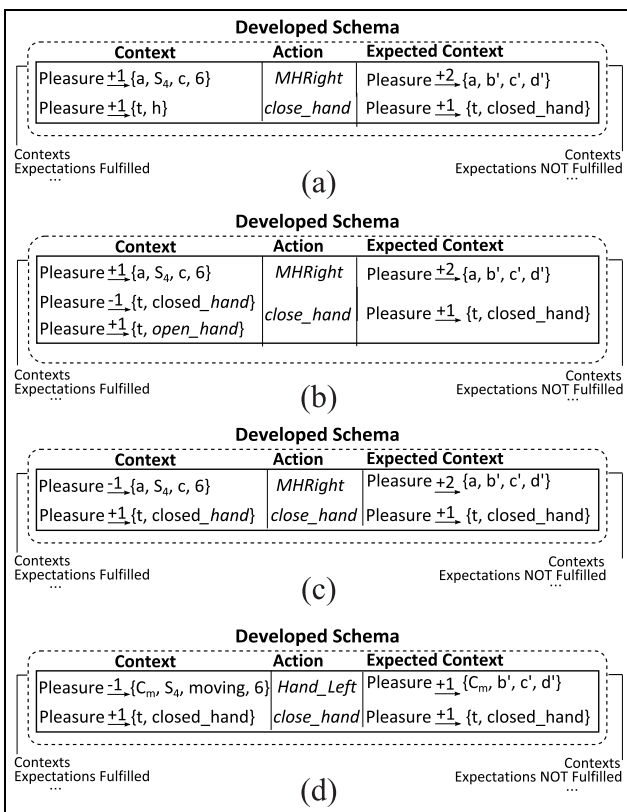 Developed Schema
Context Action Expected Context
Pleasure +1 {a, S4, c, 6} MHRight Pleasure +2 {a, b', c', d'}
Pleasure +1 {t, h} close_hand Pleasure +1 {t, closed_hand}
Contexts Contexts
Expectations Fulfilled Expectations NOT Fulfilled
... ...
(a)
Developed Schema
Context Action Expected Context
Pleasure +1 {a, S4, c, 6} MHRight Pleasure +2 {a, b', c', d'}
Pleasure -1 {t, closed_hand}
close_hand Pleasure +1 {t, closed_hand}
Pleasure +1 {t, open_hand}
Contexts Contexts
Expectations Fulfilled Expectations NOT Fulfilled
... ...
(b)
Developed Schema
Context Action Expected Context
Pleasure -1 {a, S4, c, 6} MHRight Pleasure +2 {a, b', c', d'}
Pleasure +1 {t, closed_hand} close_hand Pleasure +1 {t, closed_hand}
Contexts Contexts
Expectations Fulfilled Expectations NOT Fulfilled
... ...
(c)
Developed Schema
Context Action Expected Context
Pleasure -1 {Cm, S4, moving, 6} Hand_Left Pleasure +1 {Cm, b', c', d'}
Pleasure +1 {t, closed_hand} close_hand Pleasure +1 {t, closed_hand}
Contexts Contexts
Expectations Fulfilled Expectations NOT Fulfilled
... ...
(d)